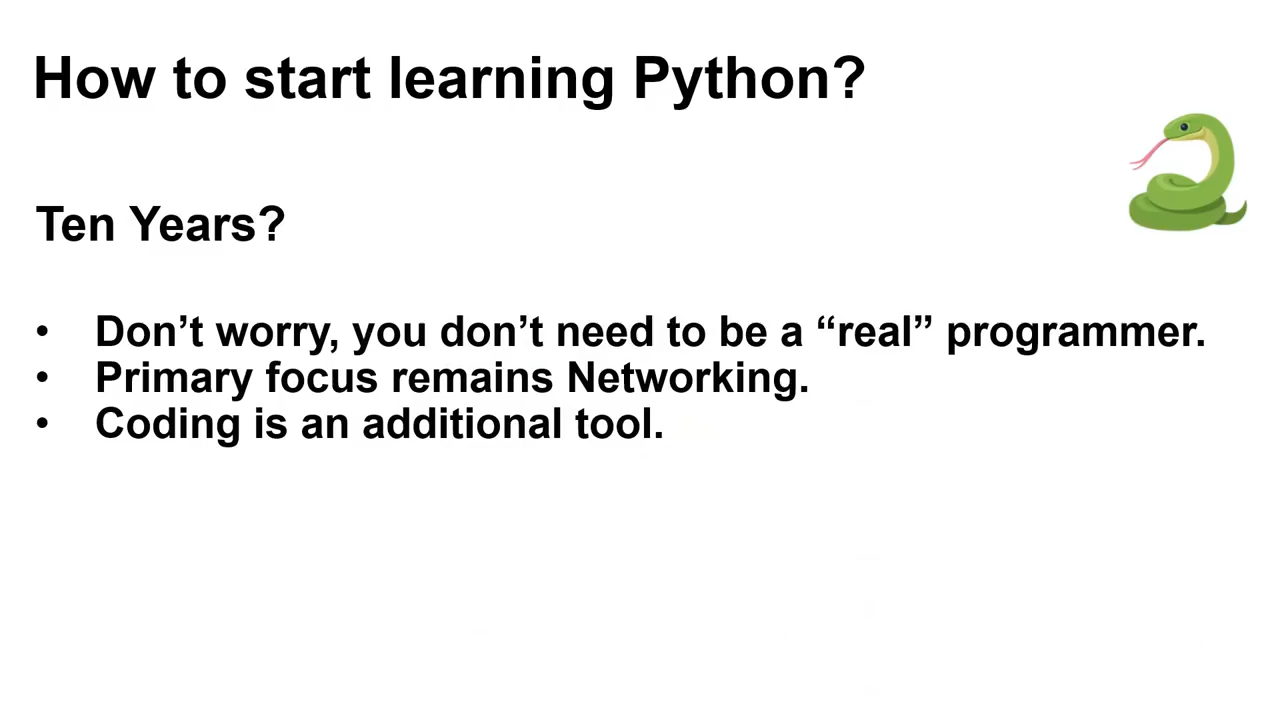 How to start learning Python?
Ten Years?
• Don’t worry, you don’t need to be a “real” programmer.
• Primary focus remains Networking.
• Coding is an additional tool.